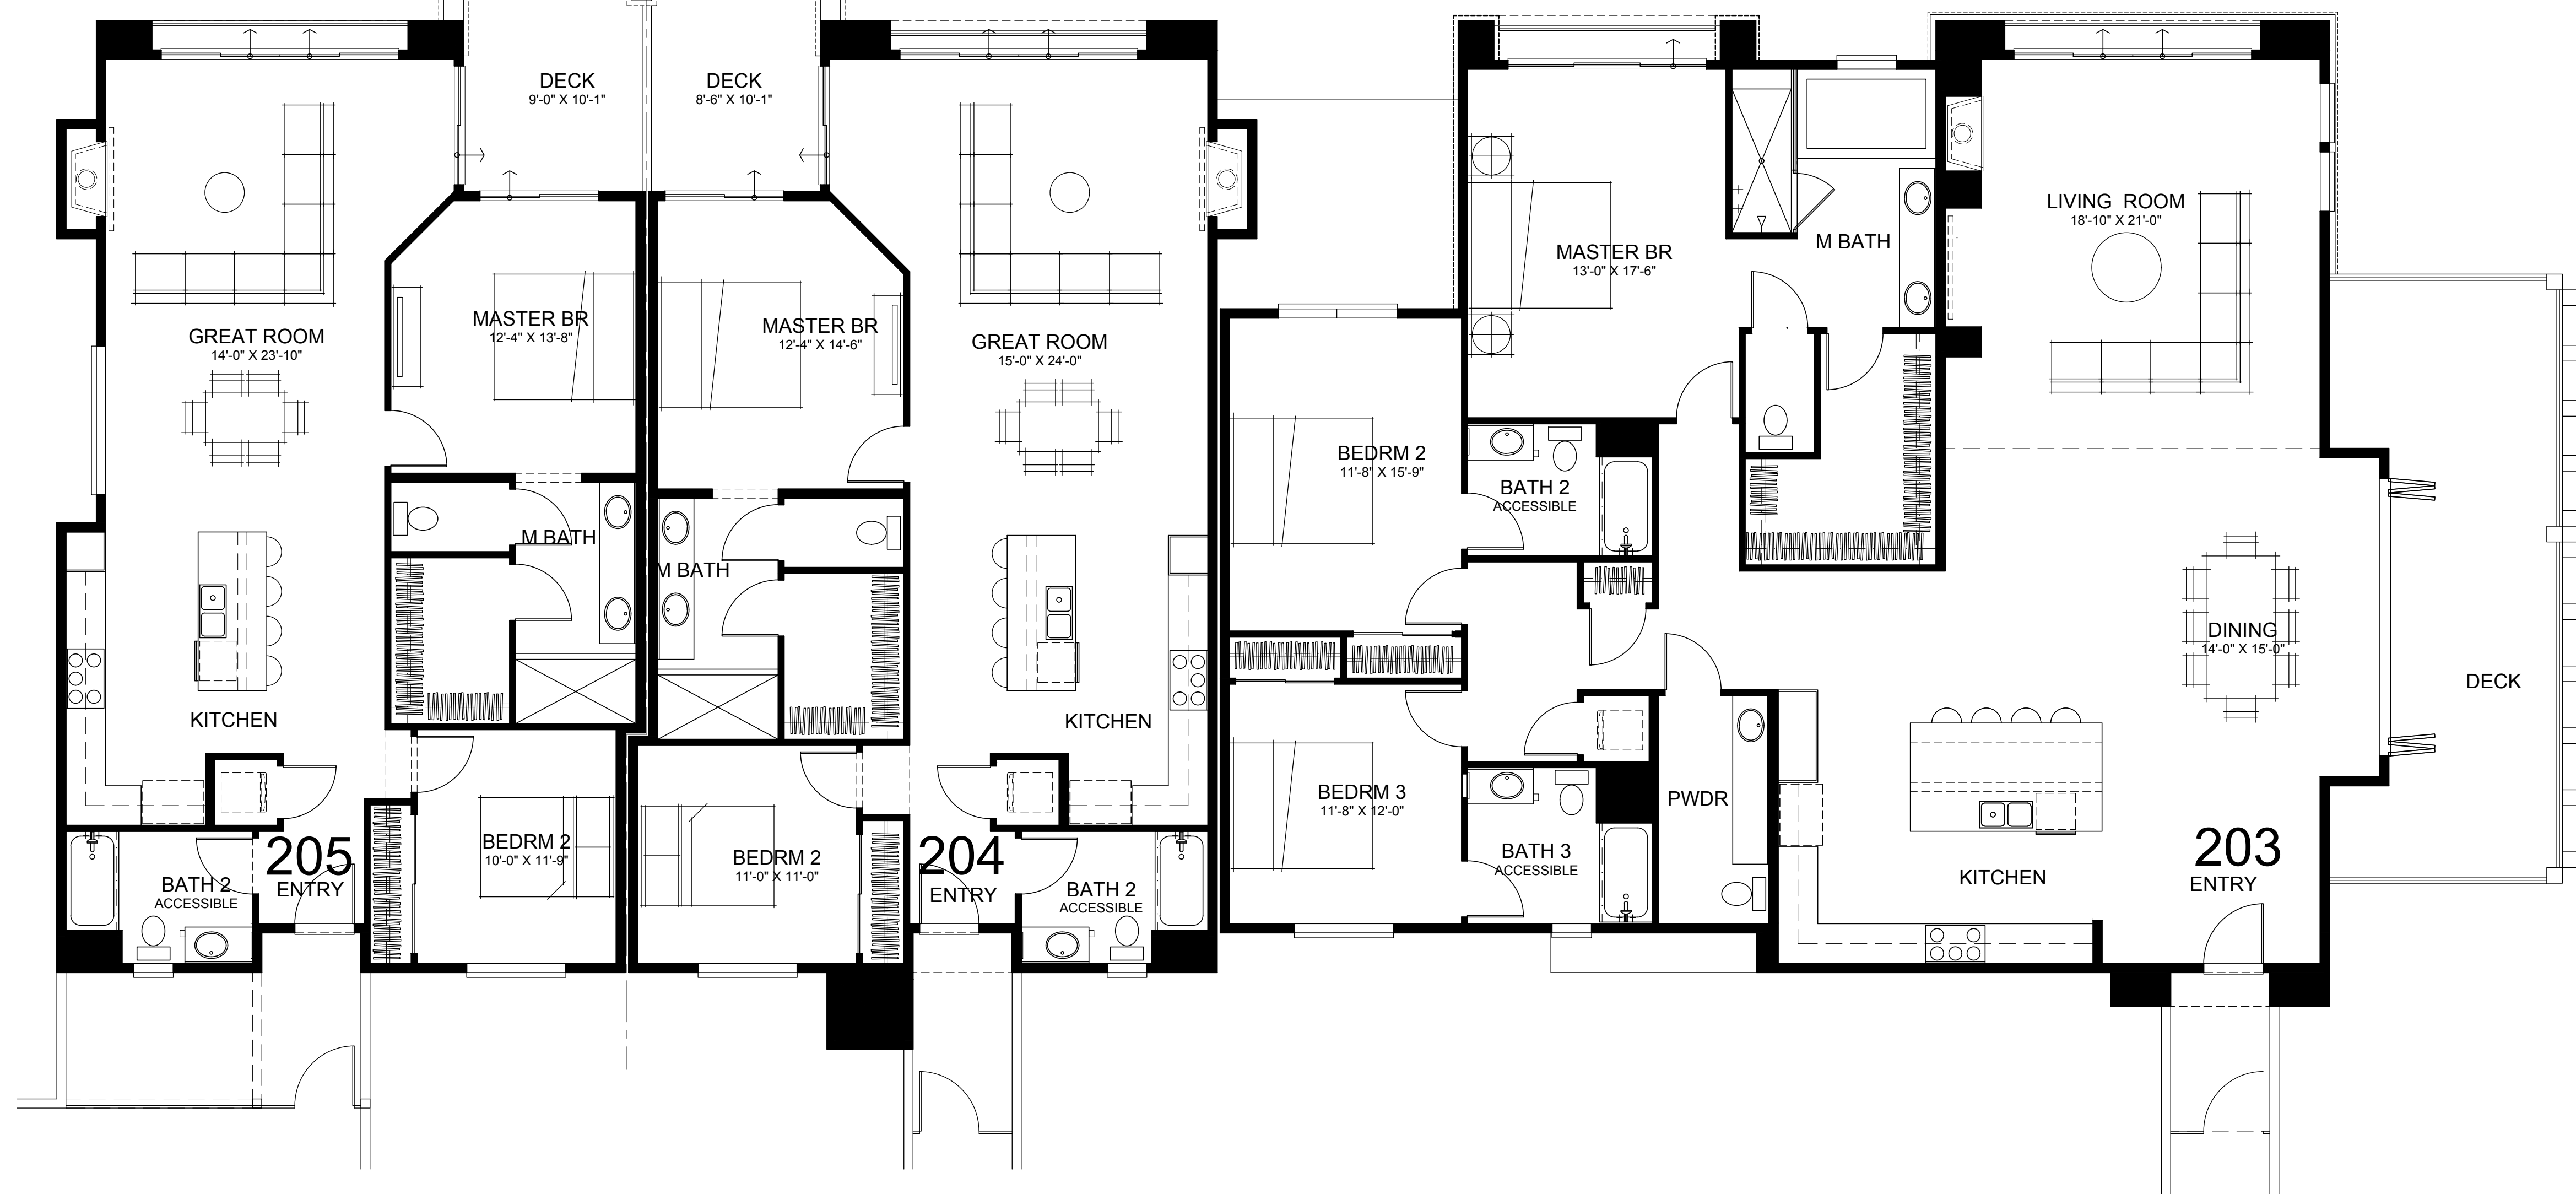 DECK
9'-0" X 10'-1"
GREAT ROOM
14'-0" X 23'-10"
MASTER BR
12'-4" X 13'-8"
M BATH
KITCHEN
BEDRM 2
10'-0" X 11'-9"
BATH 2
ACCESSIBLE
205
ENTRY
DECK
8'-6" X 10'-1"
MASTER BR
12'-4" X 14'-6"
GREAT ROOM
15'-0" X 24'-0"
M BATH
KITCHEN
BEDRM 2
11'-0" X 11'-0"
204
ENTRY
BATH 2
ACCESSIBLE
MASTER BR
13'-0" X 17'-6"
M BATH
LIVING ROOM
18'-10" X 21'-0"
BEDRM 2
11'-8" X 15'-9"
BATH 2
ACCESSIBLE
DINING
14'-0" X 15'-0"
DECK
BEDRM 3
11'-8" X 12'-0"
BATH 3
ACCESSIBLE
PWDR
KITCHEN
203
ENTRY